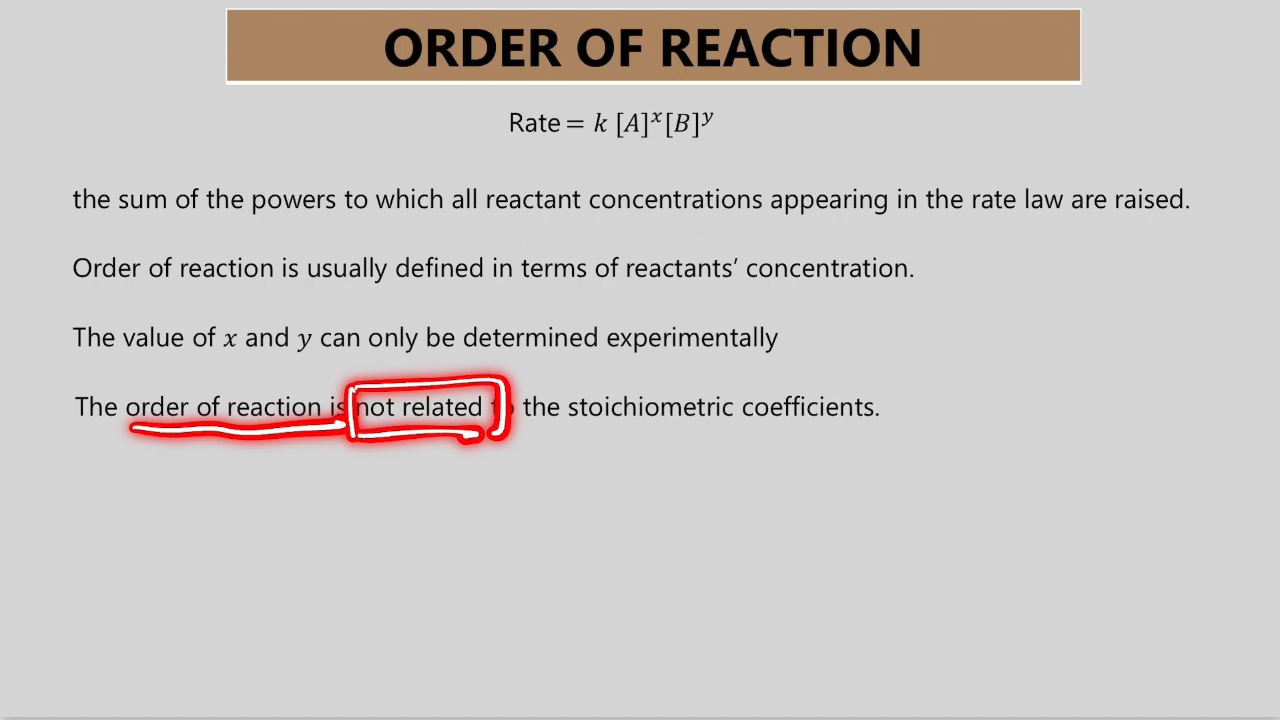 ORDER OF REACTION
Rate = k [A]^x[B]^y
the sum of the powers to which all reactant concentrations appearing in the rate law are raised.
Order of reaction is usually defined in terms of reactants’ concentration.
The value of x and y can only be determined experimentally
The order of reaction is not related to the stoichiometric coefficients.